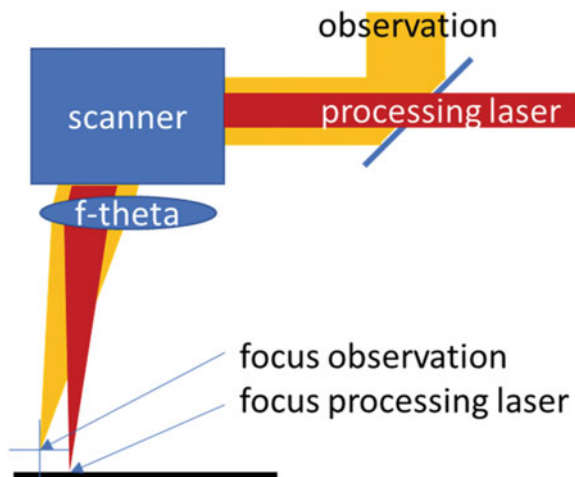 observation
processing laser
scanner
f-theta
focus observation
focus processing laser